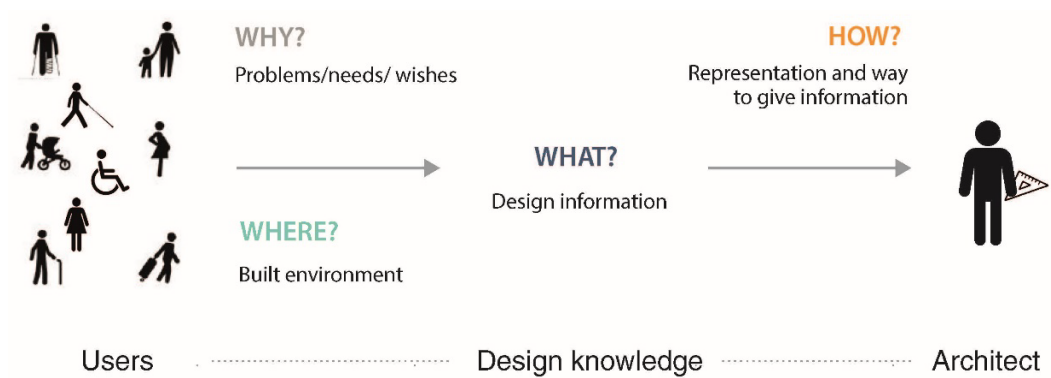 WHY?
Problems/needs/ wishes
HOW?
Representation and way
to give information
WHAT?
Design information
WHERE?
Built environment
Users
Design knowledge
Architect